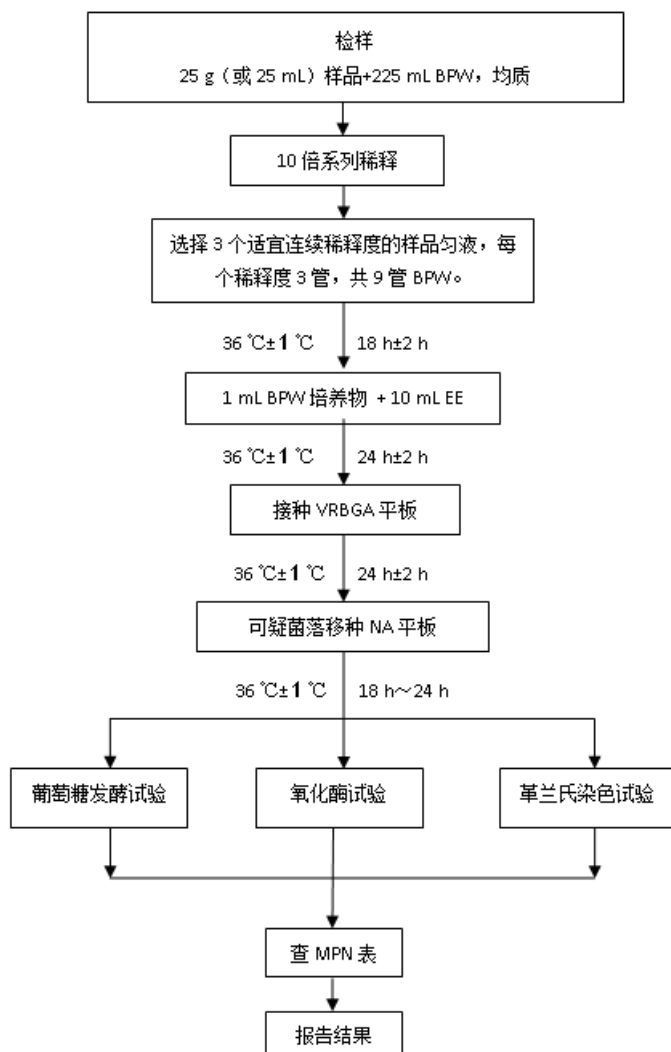 检样
25 g（或 25 mL）样品+225 mL BPW，均质
10 倍系列稀释
选择 3 个适宜连续稀释度的样品匀液，每
个稀释度 3 管，共 9 管 BPW。
36 ℃±1 ℃ 18 h±2 h
1 mL BPW 培养物 + 10 mL EE
36 ℃±1 ℃ 24 h±2 h
接种 VRBGA 平板
36 ℃±1 ℃ 24 h±2 h
可疑菌落移种 NA 平板
36 ℃±1 ℃ 18 h～24 h
葡萄糖发酵试验 氧化酶试验 革兰氏染色试验
查 MPN 表
报告结果